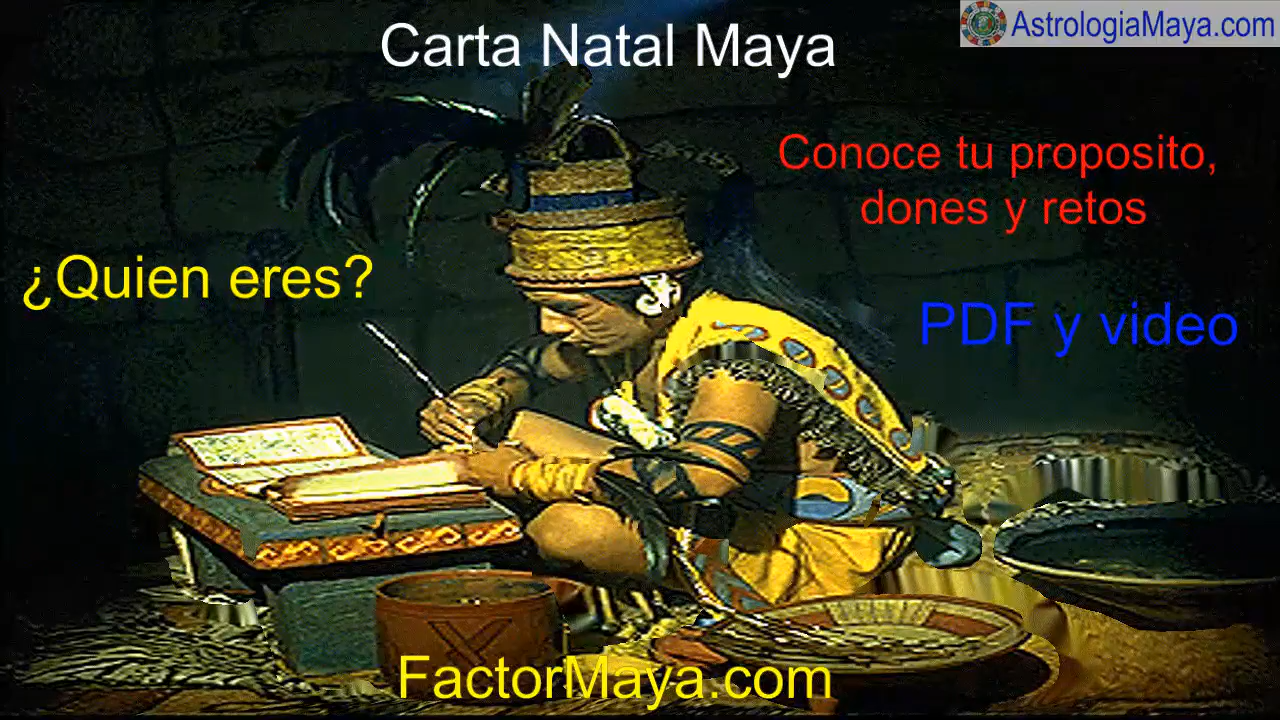 Carta Natal Maya
AstrologiaMaya.com
Conoce tu proposito,
dones y retos
¿Quien eres?
PDF y video
FactorMaya.com